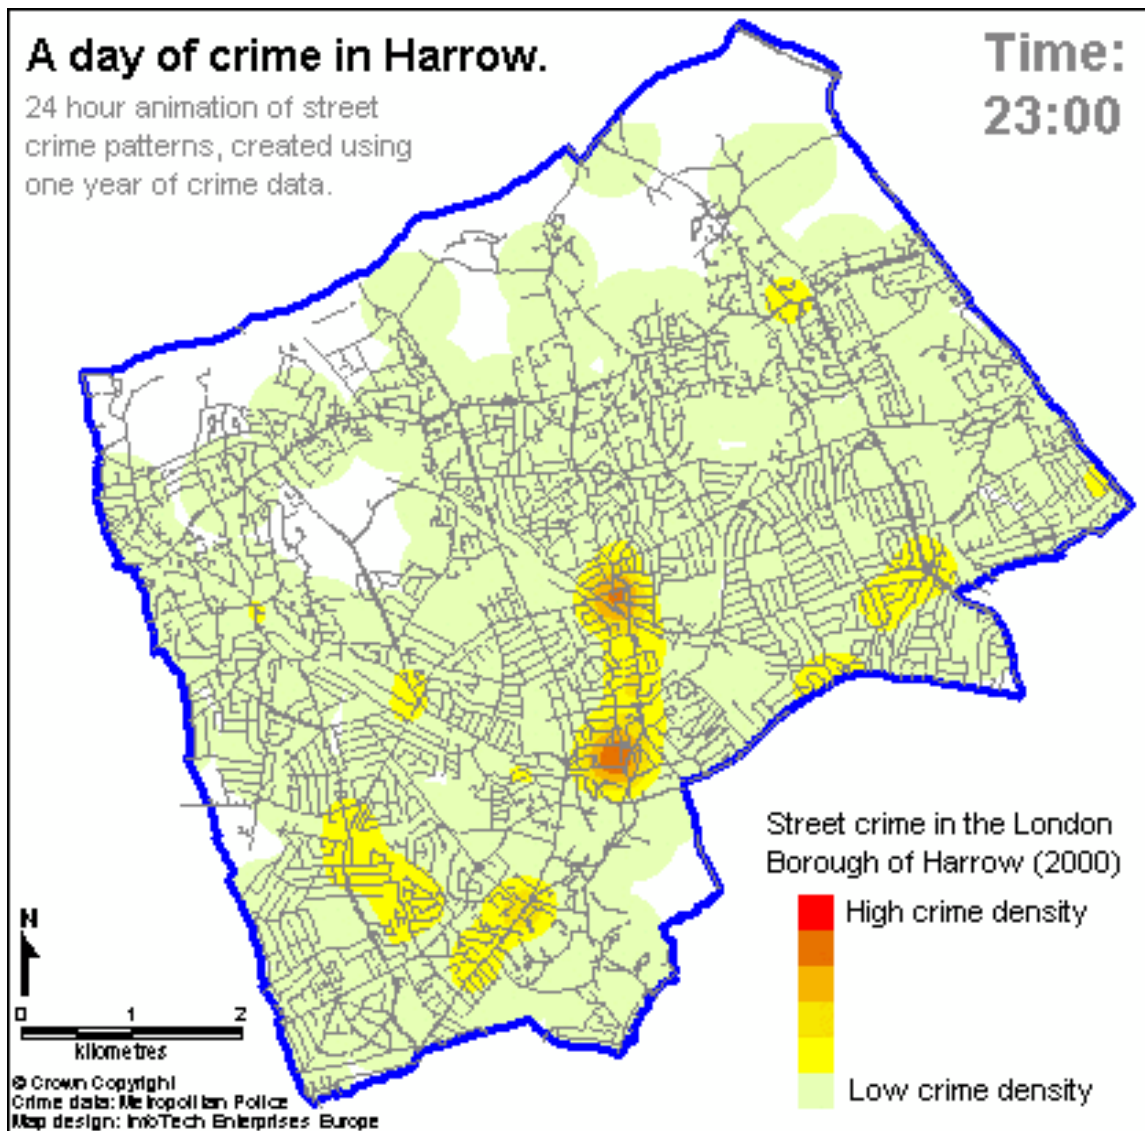 A day of crime in Harrow.
24 hour animation of street
crime patterns, created using
one year of crime data.
Time:
23:00
Street crime in the London
Borough of Harrow (2000)
High crime density
Low crime density
N
0 1 2
kilometres
© Crown Copyright
Crime data: Metropolitan Police
Map design: InfoTech Enterprises Europe